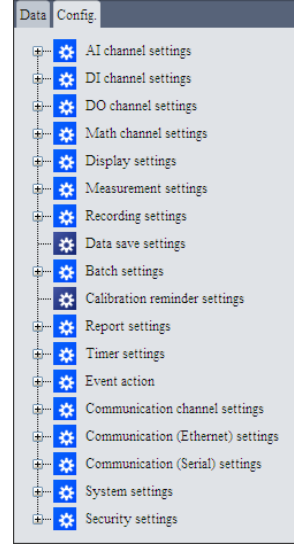 Data Config.
AI channel settings
DI channel settings
DO channel settings
Math channel settings
Display settings
Measurement settings
Recording settings
Data save settings
Batch settings
Calibration reminder settings
Report settings
Timer settings
Event action
Communication channel settings
Communication (Ethernet) settings
Communication (Serial) settings
System settings
Security settings